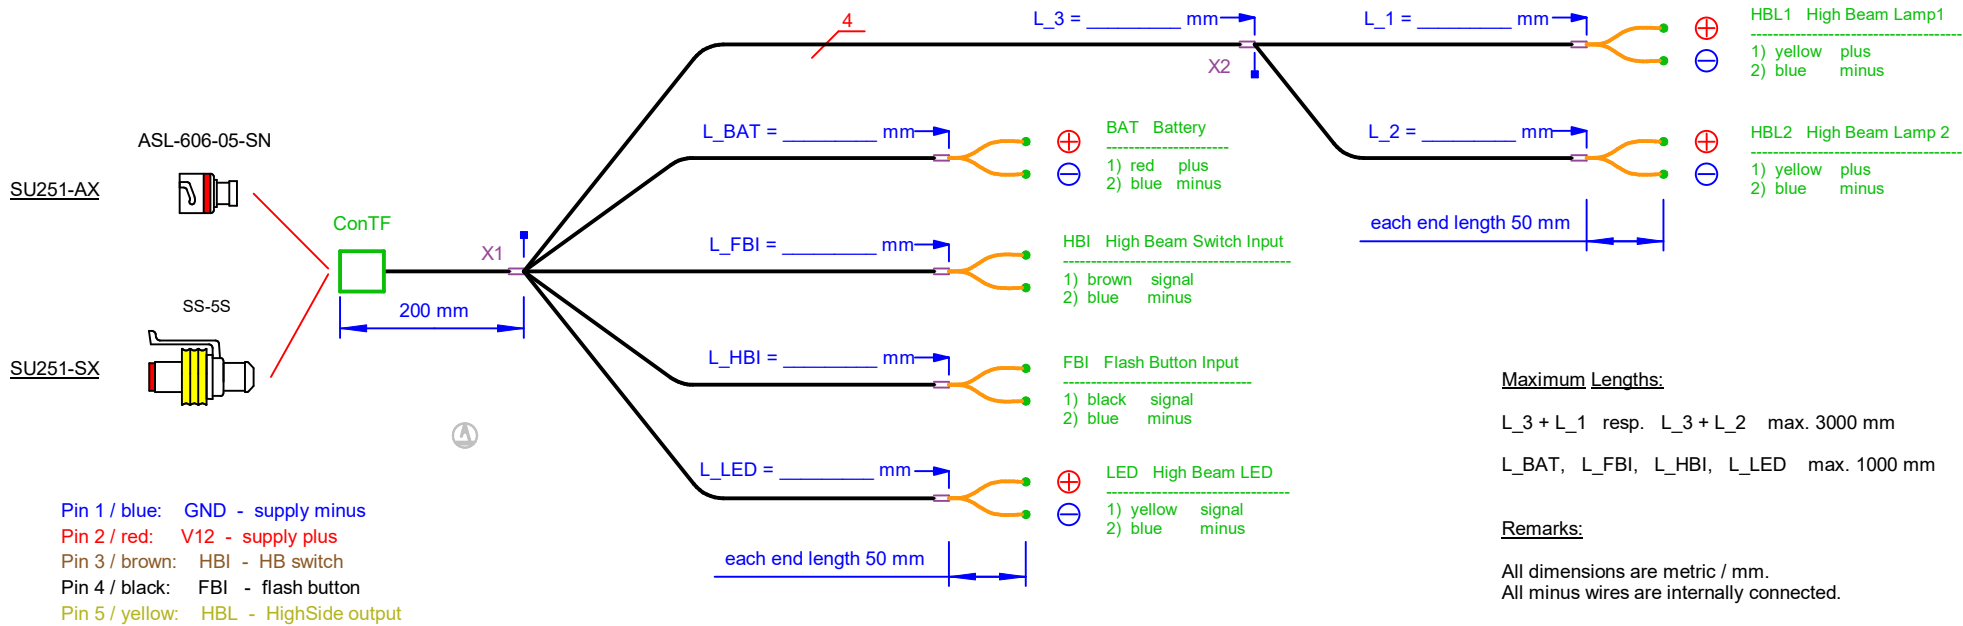 4
L_3 = _________ mm
L_1 = _________ mm
HBL1 High Beam Lamp1
------------------------------------
1) yellow plus
2) blue minus
X2
ASL-606-05-SN
SU251-AX
L_BAT = _________ mm
BAT Battery
---------------------
1) red plus
2) blue minus
L_2 = _________ mm
HBL2 High Beam Lamp 2
------------------------------------
1) yellow plus
2) blue minus
each end length 50 mm
ConTF
X1
200 mm
L_FBI = _________ mm
HBI High Beam Switch Input
---------------------------------------
1) brown signal
2) blue minus
SS-5S
SU251-SX
L_HBI = _________ mm
FBI Flash Button Input
--------------------------------
1) black signal
2) blue minus
L_LED = _________ mm
LED High Beam LED
-------------------------------
1) yellow signal
2) blue minus
each end length 50 mm
Maximum Lengths:
L_3 + L_1 resp. L_3 + L_2 max. 3000 mm
L_BAT, L_FBI, L_HBI, L_LED max. 1000 mm
Remarks:
All dimensions are metric / mm.
All minus wires are internally connected.
Pin 1 / blue: GND - supply minus
Pin 2 / red: V12 - supply plus
Pin 3 / brown: HBI - HB switch
Pin 4 / black: FBI - flash button
Pin 5 / yellow: HBL - HighSide output